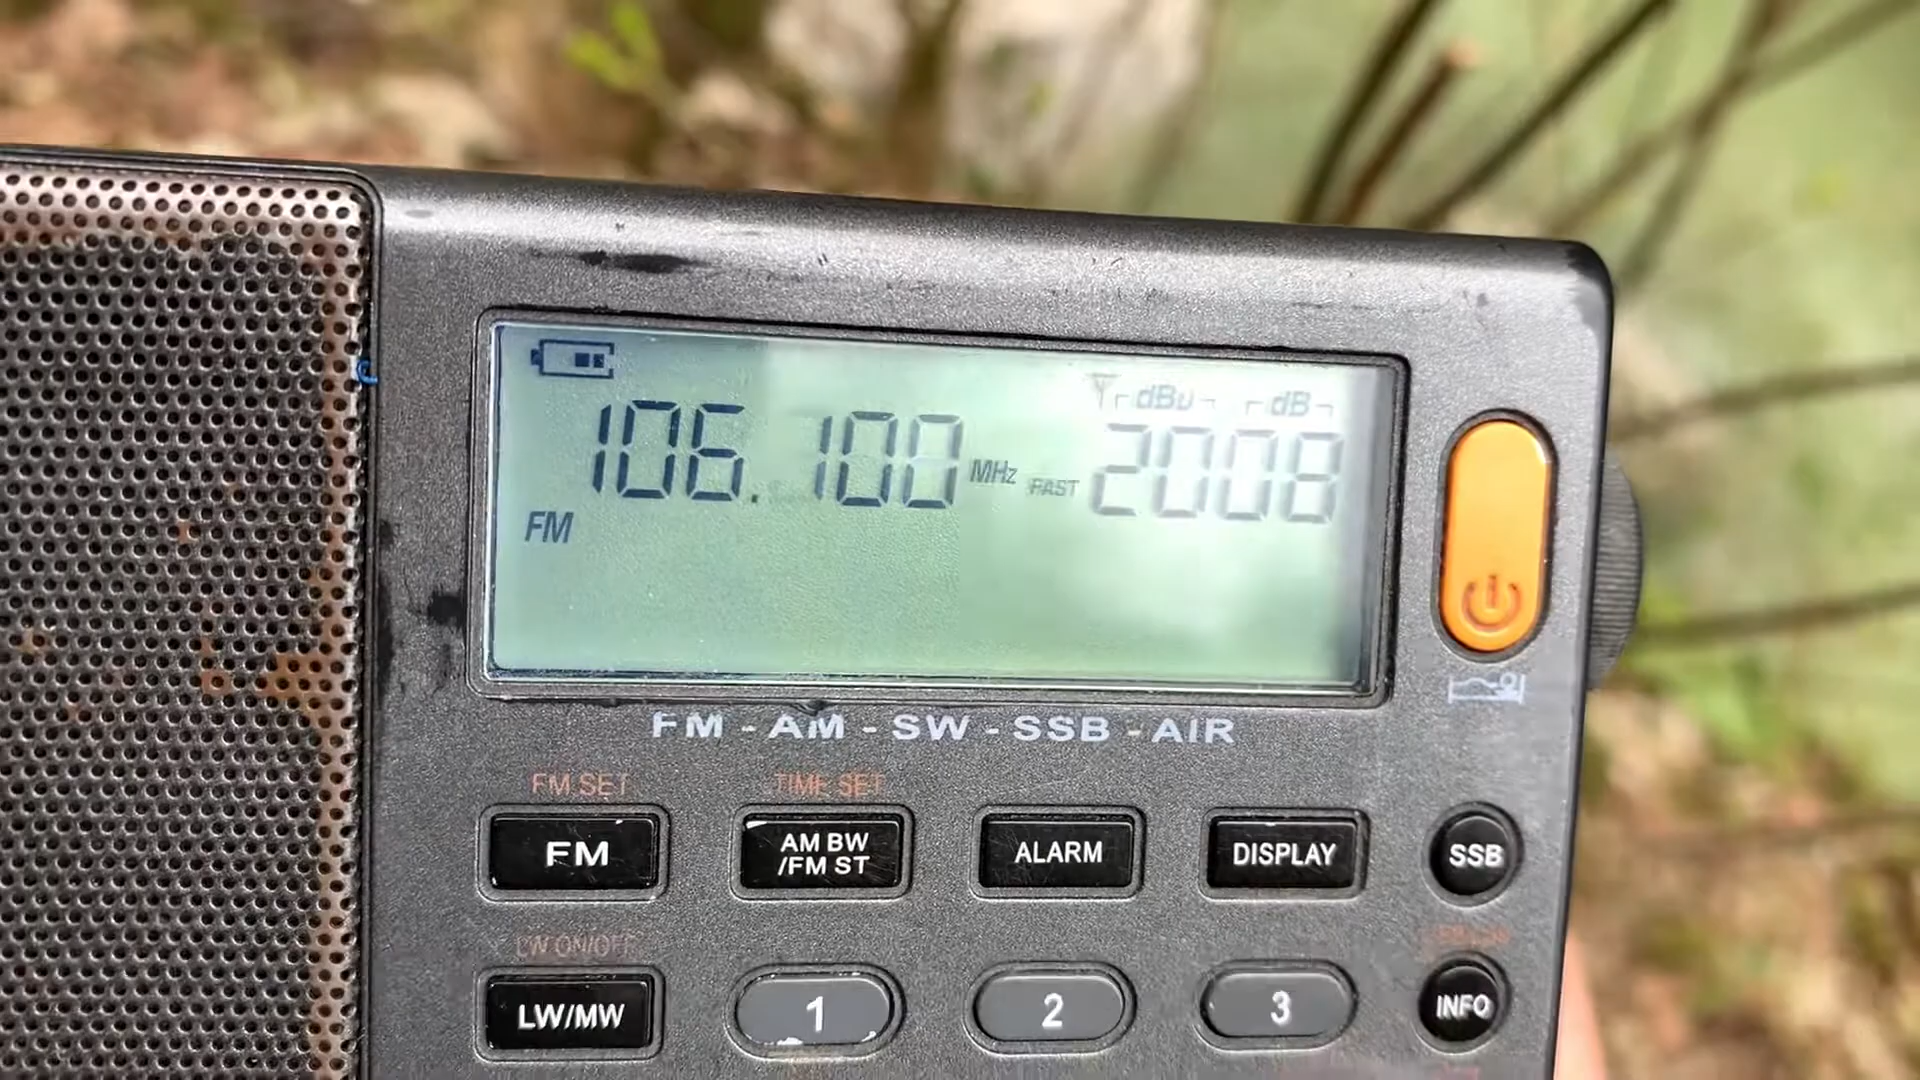 dBµ dB
106.100 MHz FAST 2008
FM
FM - AM - SW - SSB - AIR
FM SET TIME SET
FM AM BW /FM ST ALARM DISPLAY SSB
LW ON/OFF
LW/MW 1 2 3 INFO